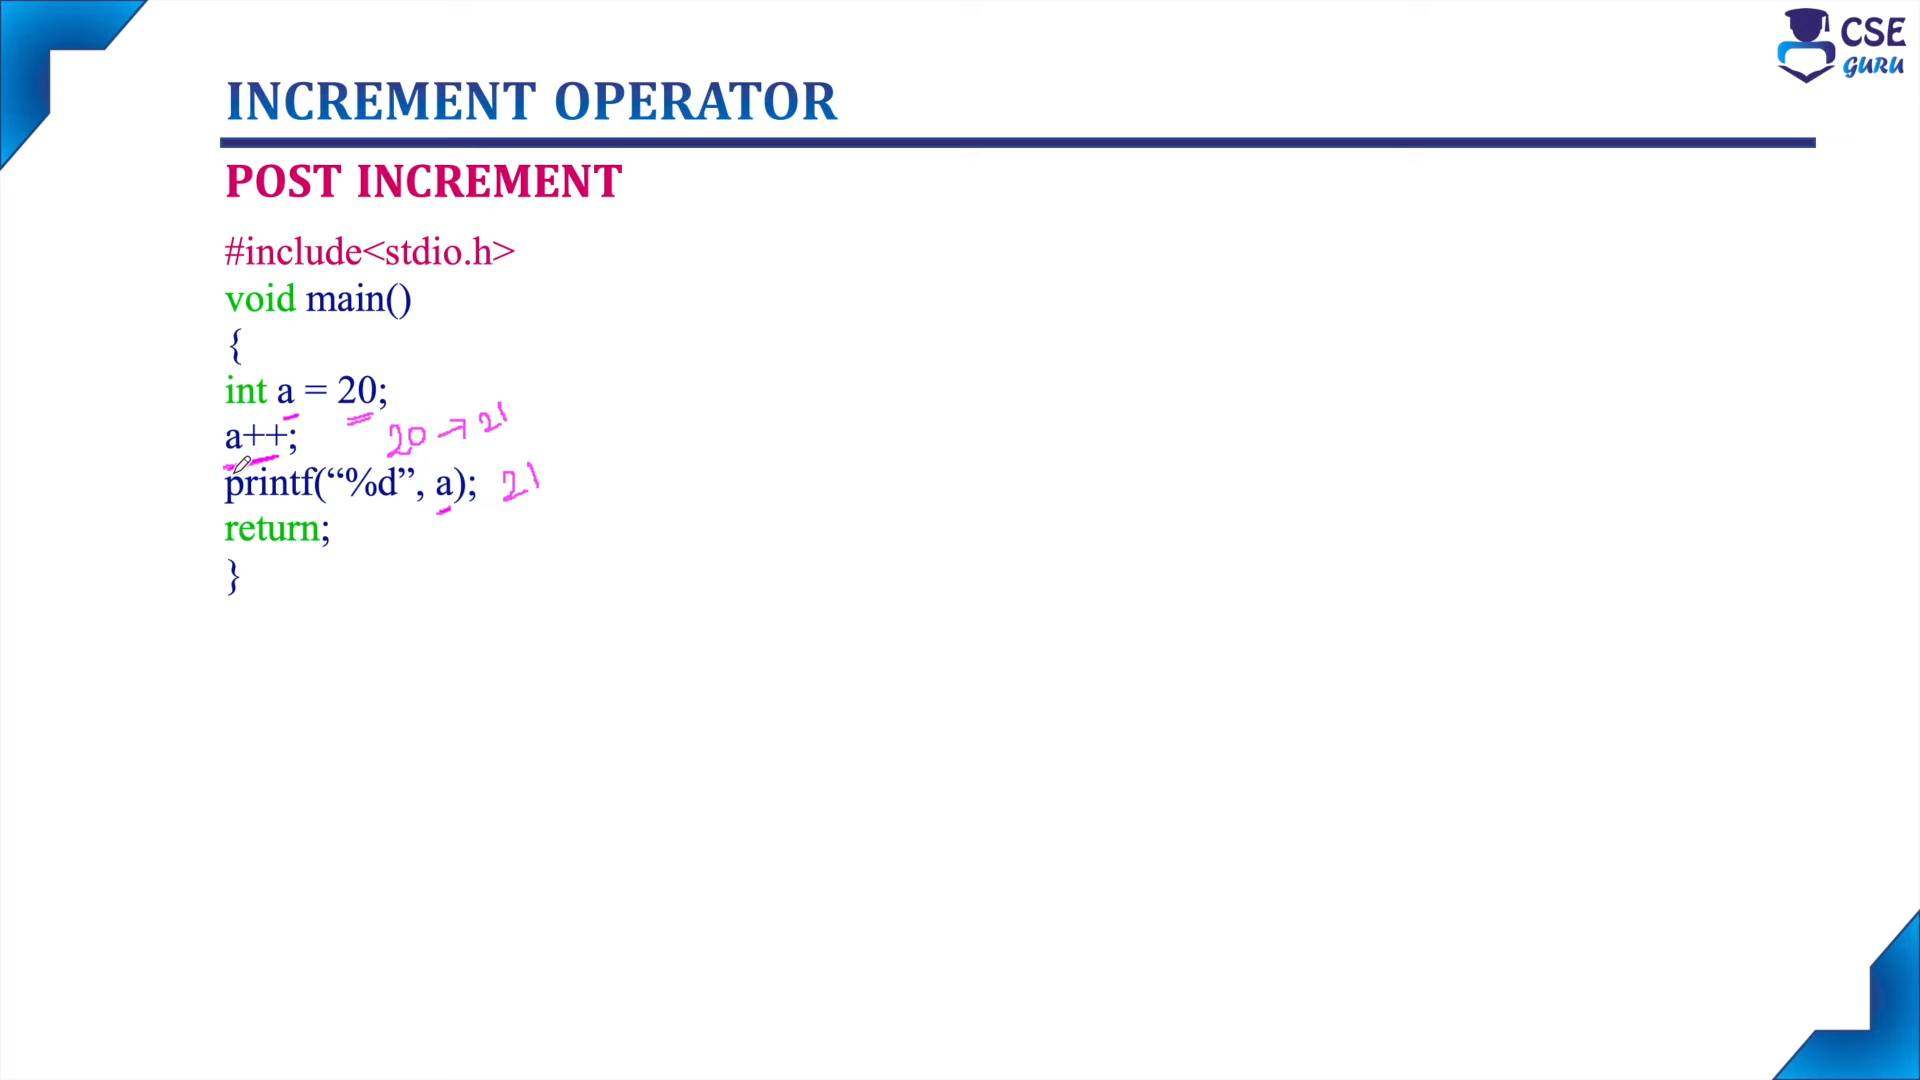 CSE
GURU
INCREMENT OPERATOR
POST INCREMENT
#include<stdio.h>
void main()
{
int a = 20;
a++; 20 → 21
printf(“%d”, a); 21
return;
}